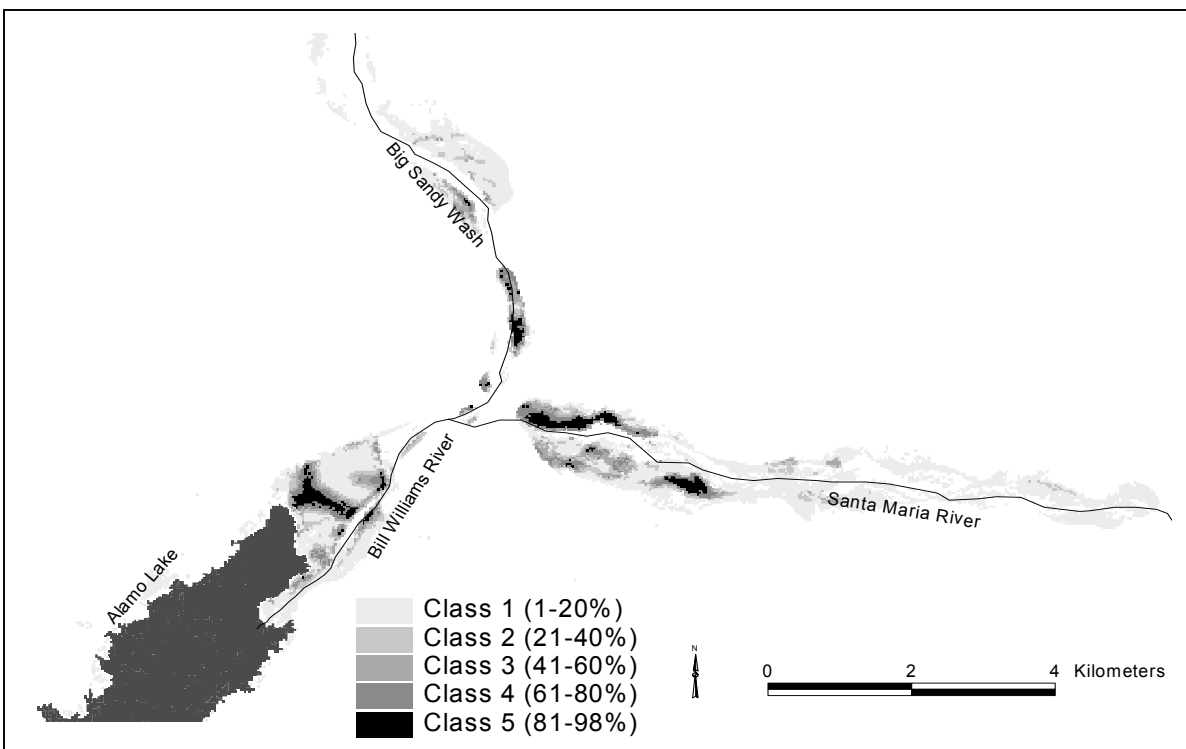 Big Sandy Wash
Bill Williams River
Santa Maria River
Alamo Lake
Class 1 (1-20%)
Class 2 (21-40%)
Class 3 (41-60%)
Class 4 (61-80%)
Class 5 (81-98%)
N
0 2 4 Kilometers